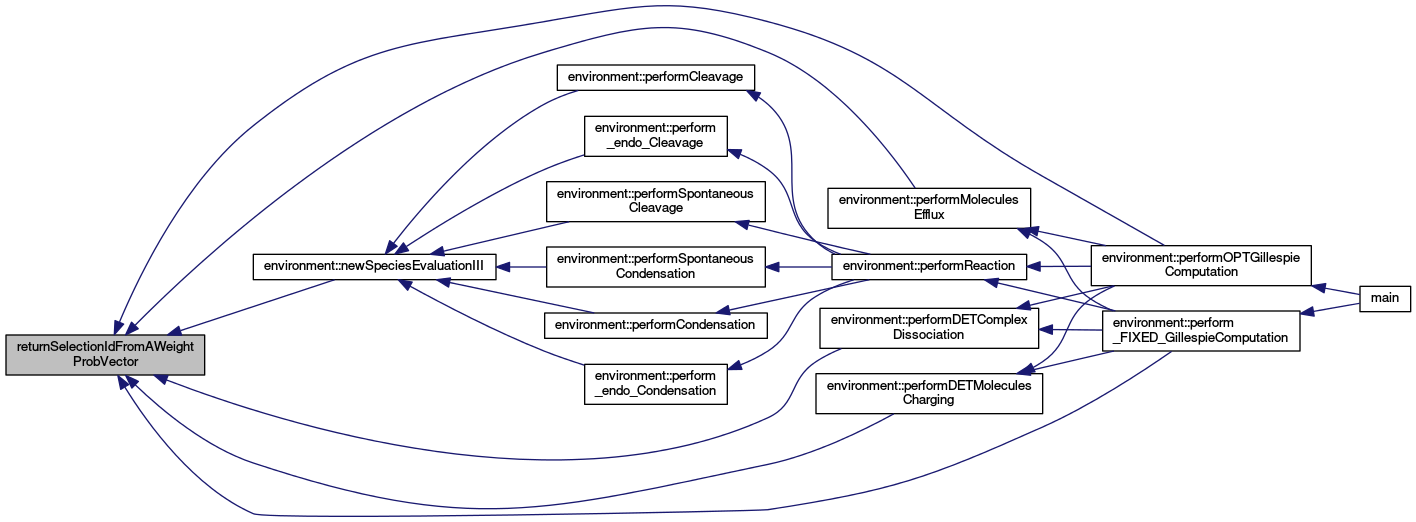 returnSelectionIdFromAWeight
ProbVector
environment::newSpeciesEvaluationIII
environment::performCleavage
environment::perform
_endo_Cleavage
environment::performSpontaneous
Cleavage
environment::performSpontaneous
Condensation
environment::performCondensation
environment::perform
_endo_Condensation
environment::performMolecules
Efflux
environment::performReaction
environment::performDETComplex
Dissociation
environment::performDETMolecules
Charging
environment::performOPTGillespie
Computation
environment::perform
_FIXED_GillespieComputation
main